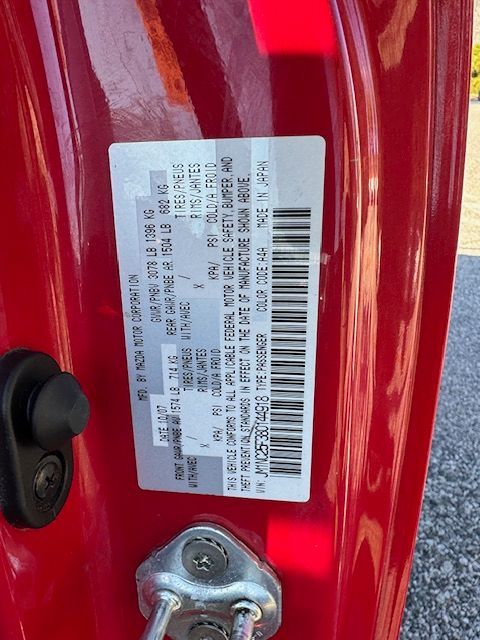 MFD. BY MAZDA MOTOR CORPORATION
DATE 10/07 GVWR/PNBV 3078 LB 1396 KG
FRONT GAWR/PNBE AV 1574 LB 714 KG REAR GAWR/PNBE AR 1504 LB 682 KG
WITH/AVEC TIRES/PNEUS WITH/AVEC TIRES/PNEUS
X RIMS/JANTES X RIMS/JANTES
KPA/ PSI COLD/A FROID KPA/ PSI COLD/A FROID
THIS VEHICLE CONFORMS TO ALL APPLICABLE FEDERAL MOTOR VEHICLE SAFETY,BUMPER,AND
THEFT PREVENTION STANDARDS IN EFFECT ON THE DATE OF MANUFACTURE SHOWN ABOVE.
VIN: JM1NC25F380144918 TYPE:PASSENGER COLOR CODE:A4A MADE IN JAPAN